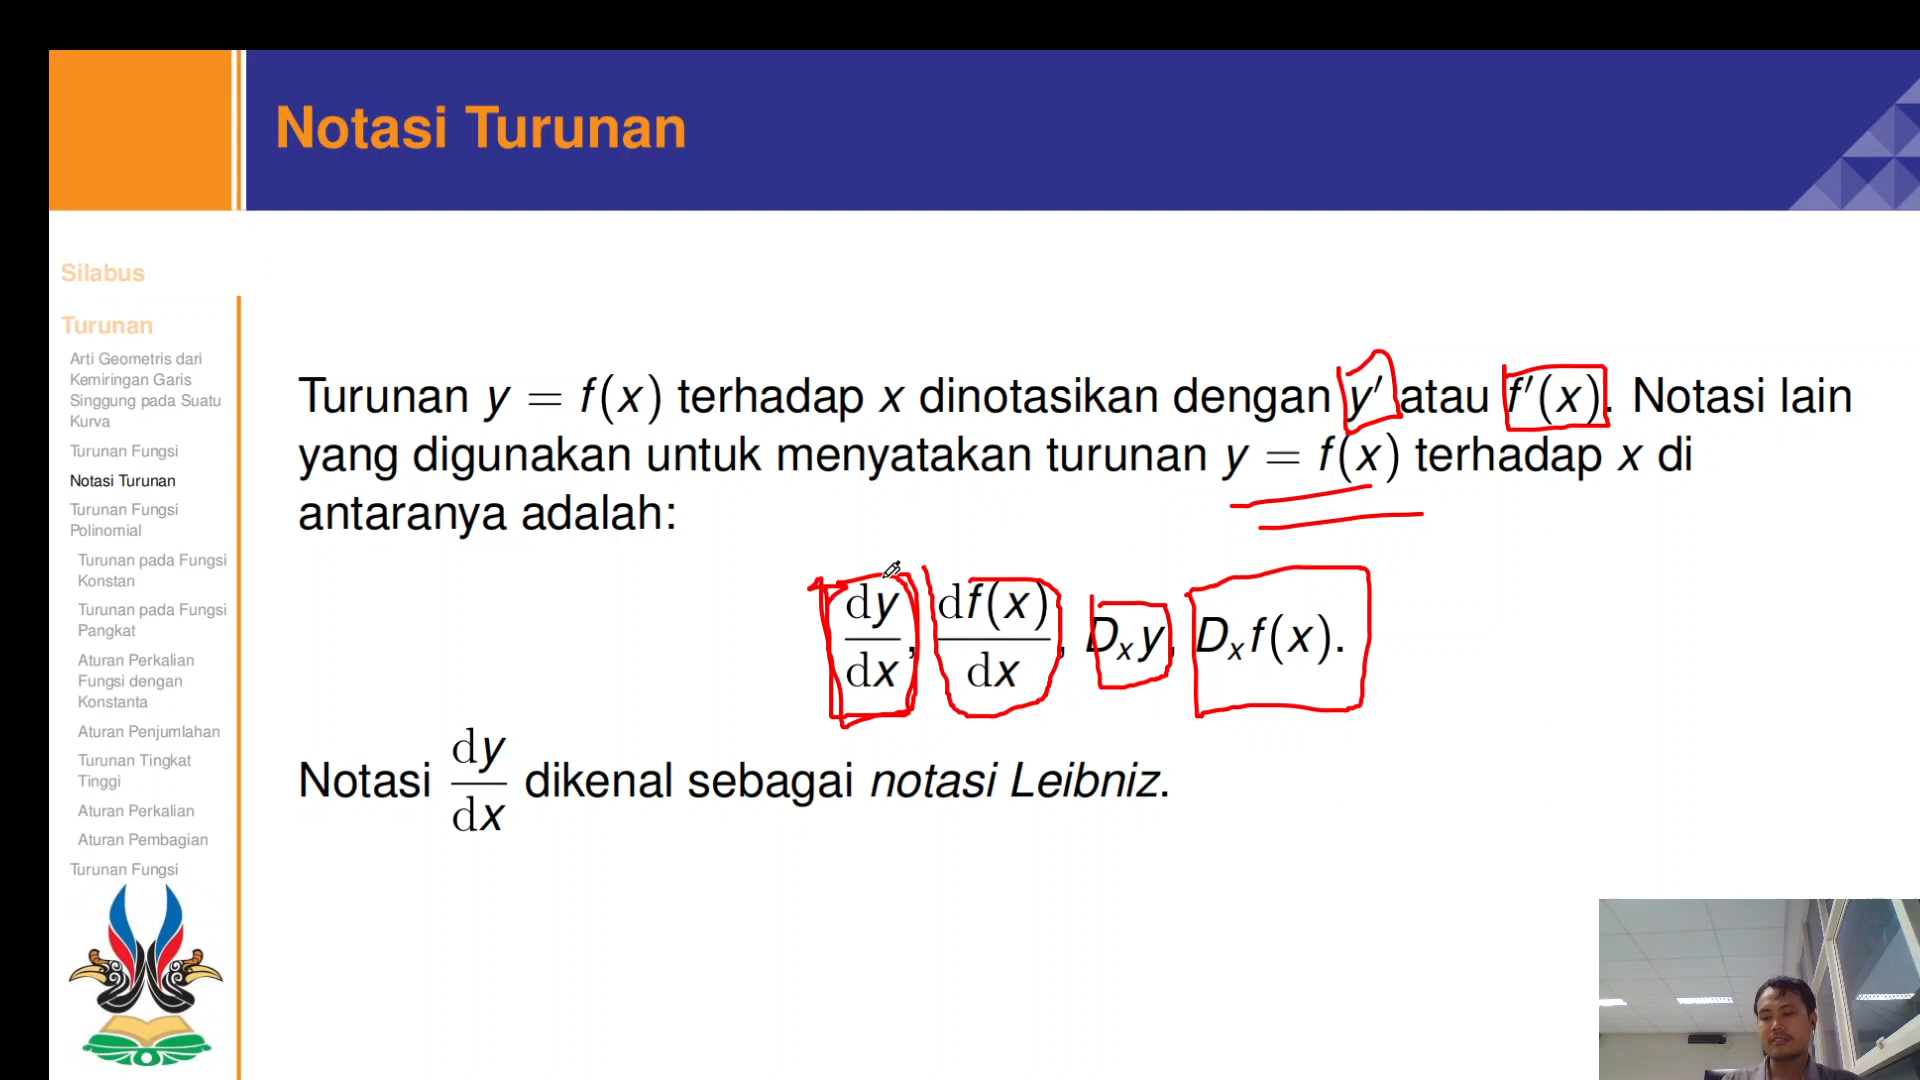 Notasi Turunan
Silabus
Turunan
Arti Geometris dari
Kemiringan Garis
Singgung pada Suatu
Kurva
Turunan Fungsi
Notasi Turunan
Turunan Fungsi
Polinomial
Turunan pada Fungsi
Konstan
Turunan pada Fungsi
Pangkat
Aturan Perkalian
Fungsi dengan
Konstanta
Aturan Penjumlahan
Turunan Tingkat
Tinggi
Aturan Perkalian
Aturan Pembagian
Turunan Fungsi
Turunan y = f(x) terhadap x dinotasikan dengan y′ atau f′(x). Notasi lain
yang digunakan untuk menyatakan turunan y = f(x) terhadap x di
antaranya adalah:
dy/dx, df(x)/dx, Dₓy, Dₓf(x).
Notasi dy/dx dikenal sebagai notasi Leibniz.